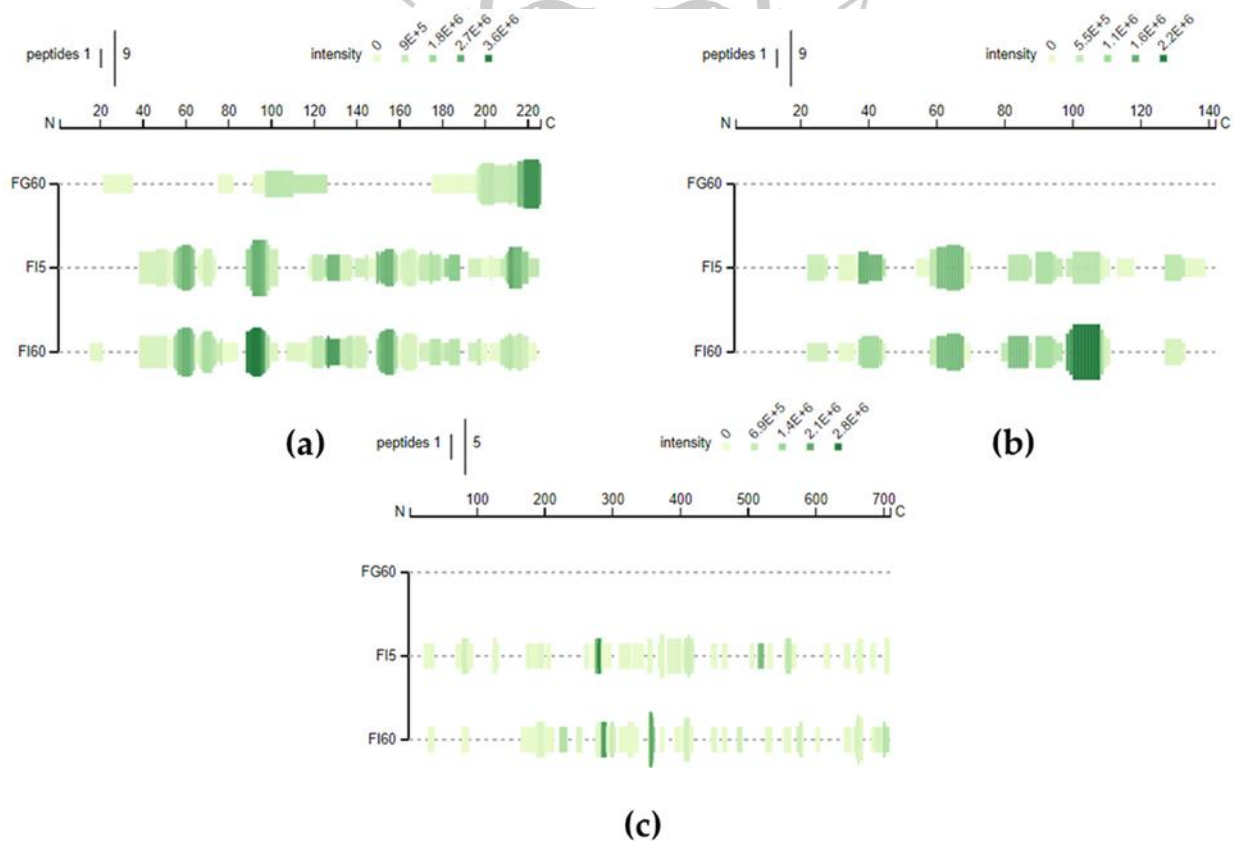 peptides 1 9 intensity 0 9E+5 1.8E+6 2.7E+6 3.6E+6
N 20 40 60 80 100 120 140 160 180 200 220 C
FG60
FI5
FI60
(a)
peptides 1 9 intensity 0 5.5E+5 1.1E+6 1.6E+6 2.2E+6
N 20 40 60 80 100 120 140 C
FG60
FI5
FI60
(b)
peptides 1 5 intensity 0 6.9E+5 1.4E+6 2.1E+6 2.8E+6
N 100 200 300 400 500 600 700 C
FG60
FI5
FI60
(c)